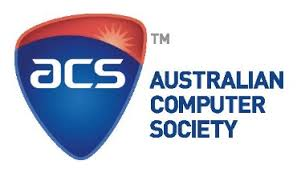 acs
TM
AUSTRALIAN
COMPUTER
SOCIETY